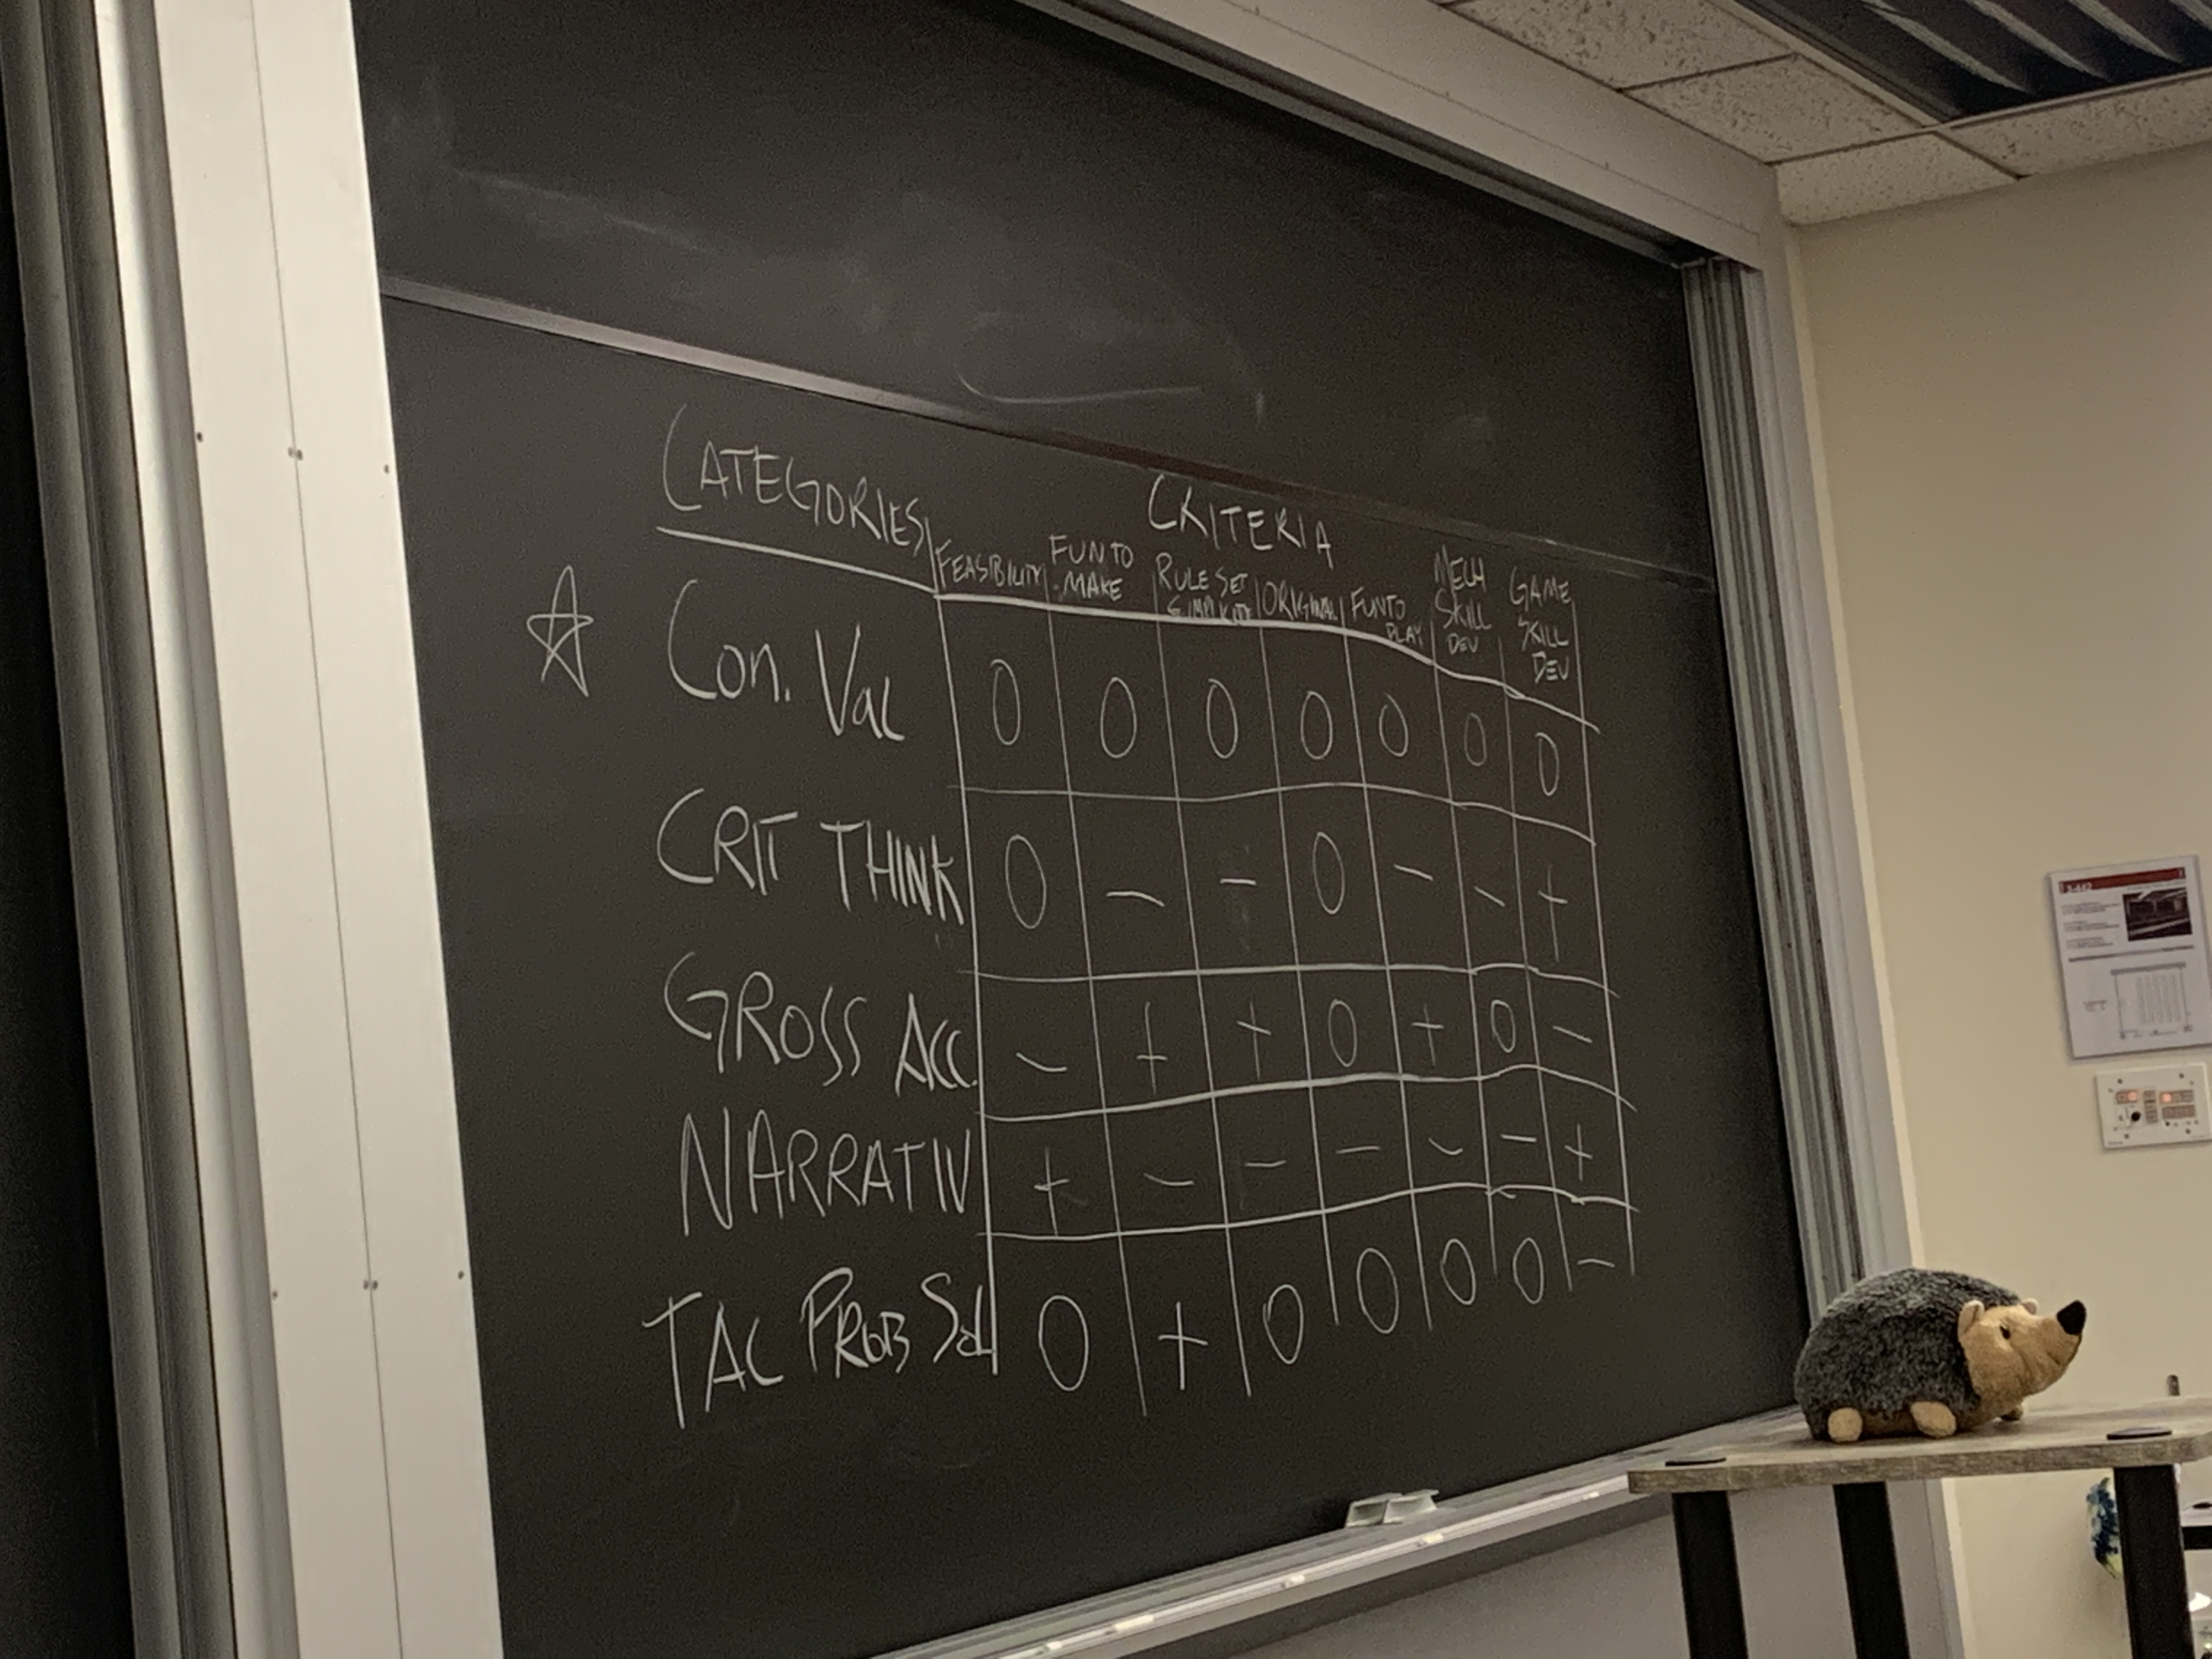 CATEGORIES CRITERIA
FEASIBILITY FUN TO MAKE RULE SET SIMPLICITY ORIGINAL FUN TO PLAY MECH SKILL DEV GAME SKILL DEV
☆ Con. Val 0 0 0 0 0 0 0
CRIT THINK 0 - - 0 - - +
GROSS ACC. - + + 0 + 0 -
NARRATIV + - - - - - +
TAC PROB Sol 0 + 0 0 0 0 -